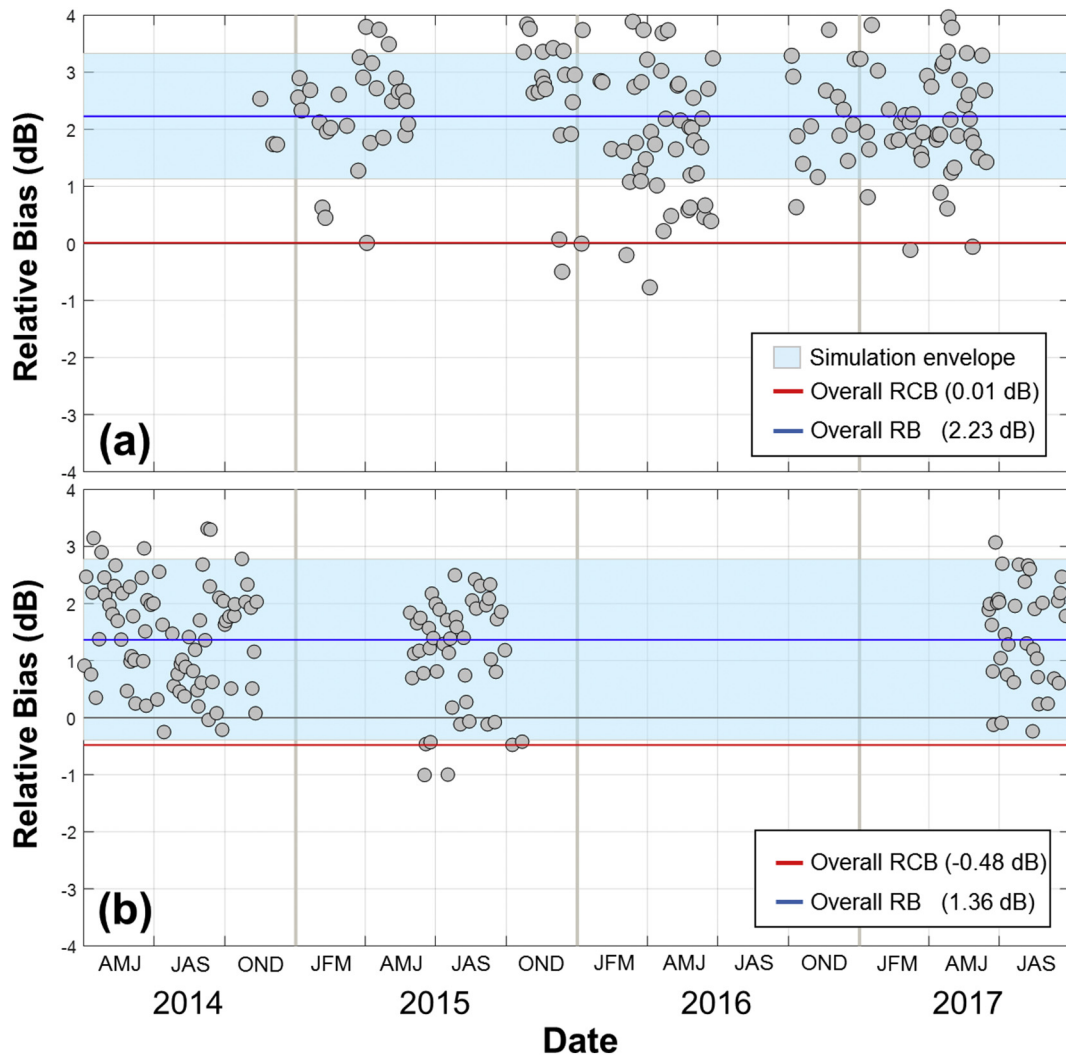 4
3
2
1
0
-1
-2
-3
-4
Relative Bias (dB)
Simulation envelope
Overall RCB (0.01 dB)
Overall RB (2.23 dB)
(a)
4
3
2
1
0
-1
-2
-3
-4
Relative Bias (dB)
Overall RCB (-0.48 dB)
Overall RB (1.36 dB)
(b)
AMJ JAS OND JFM AMJ JAS OND JFM AMJ JAS OND JFM AMJ JAS
2014 2015 2016 2017
Date